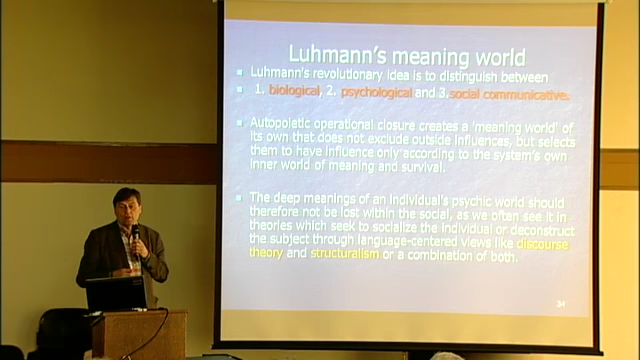 Luhmann's meaning world
Luhmann's revolutionary idea is to distinguish between
1. biological, 2. psychological and 3. social communicative.
Autopoietic operational closure creates a 'meaning world' of
its own that does not exclude outside influences, but selects
them to have influence only according to the system's own
inner world of meaning and survival.
The deep meanings of an individual's psychic world should
therefore not be lost within the social, as we often see it in
theories which seek to socialize the individual or deconstruct
the subject through language-centered views like discourse
theory and structuralism or a combination of both.
34